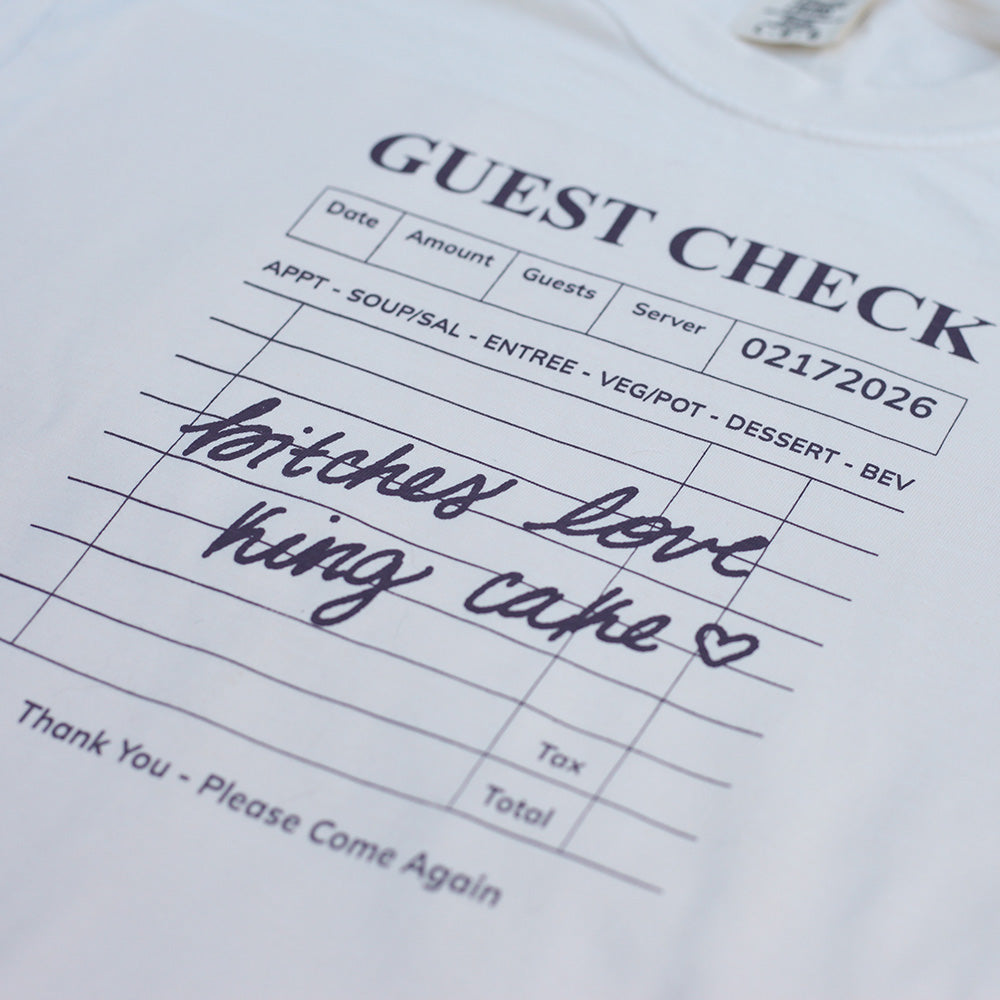 GUEST CHECK
Date Amount Guests Server 02172026
APPT - SOUP/SAL - ENTREE - VEG/POT - DESSERT - BEV
bitches love
king cake ♡
Tax
Total
Thank You - Please Come Again